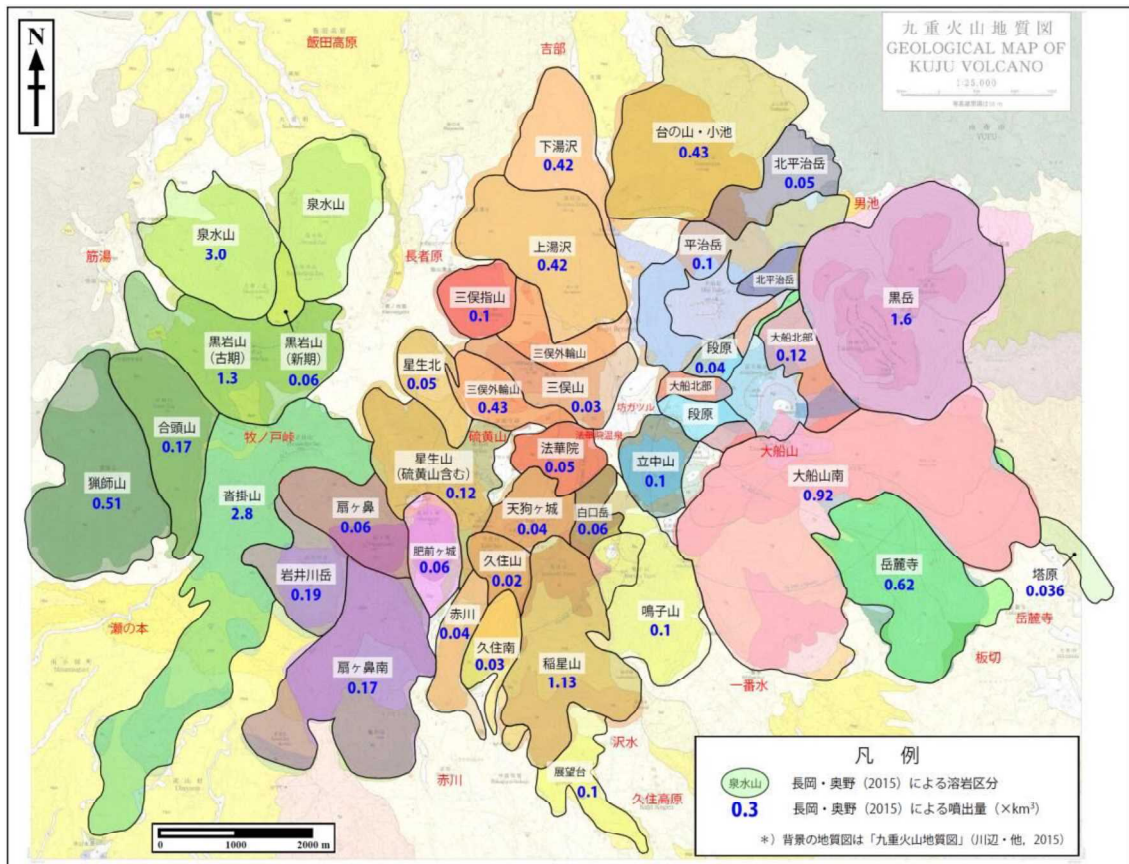 N
飯田高原
吉部
九重火山地質図
GEOLOGICAL MAP OF
KUJU VOLCANO
1:25,000
下湯沢
0.42
台の山・小池
0.43
北平治岳
0.05
男池
泉水山
泉水山
3.0
筋湯
長者原
上湯沢
0.42
平治岳
0.1
北平治岳
黒岳
1.6
三俣指山
0.1
黒岩山
(古期)
1.3
黒岩山
(新期)
0.06
星生北
0.05
三俣外輪山
三俣外輪山
0.43
三俣山
0.03
段原
0.04
大船北部
0.12
大船北部
段原
坊ガツル
合頭山
0.17
牧ノ戸峠
硫黄山
法華院温泉
法華院
0.05
立中山
0.1
大船山
猟師山
0.51
沓掛山
2.8
星生山
(硫黄山含む)
0.12
扇ヶ鼻
0.06
天狗ヶ城
0.04
白口岳
0.06
大船山南
0.92
肥前ヶ城
0.06
久住山
0.02
岩井川岳
0.19
岳麓寺
0.62
塔原
0.036
赤川
0.04
久住南
0.03
鳴子山
0.1
岳麓寺
瀬の本
扇ヶ鼻南
0.17
稲星山
1.13
板切
一番水
赤川
沢水
展望台
0.1
久住高原
0 1000 2000 m
凡 例
泉水山 長岡・奥野(2015)による溶岩区分
0.3 長岡・奥野(2015)による噴出量(×km³)
*)背景の地質図は「九重火山地質図」(川辺・他,2015)